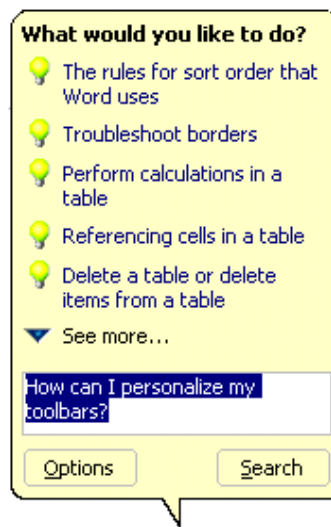 What would you like to do?
The rules for sort order that
Word uses
Troubleshoot borders
Perform calculations in a
table
Referencing cells in a table
Delete a table or delete
items from a table
See more...
How can I personalize my
toolbars?
Options
Search